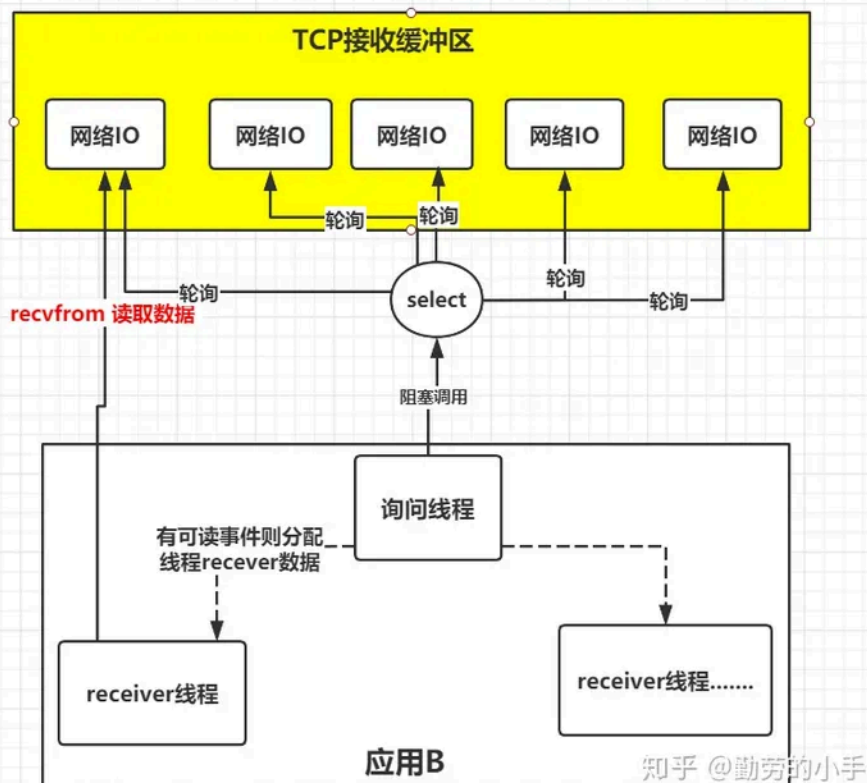 TCP接收缓冲区
网络IO
网络IO
网络IO
网络IO
网络IO
轮询
轮询
轮询
轮询
轮询
select
recvfrom 读取数据
阻塞调用
询问线程
有可读事件则分配
线程recever数据
receiver线程
receiver线程.......
应用B
知乎 @勤劳的小手